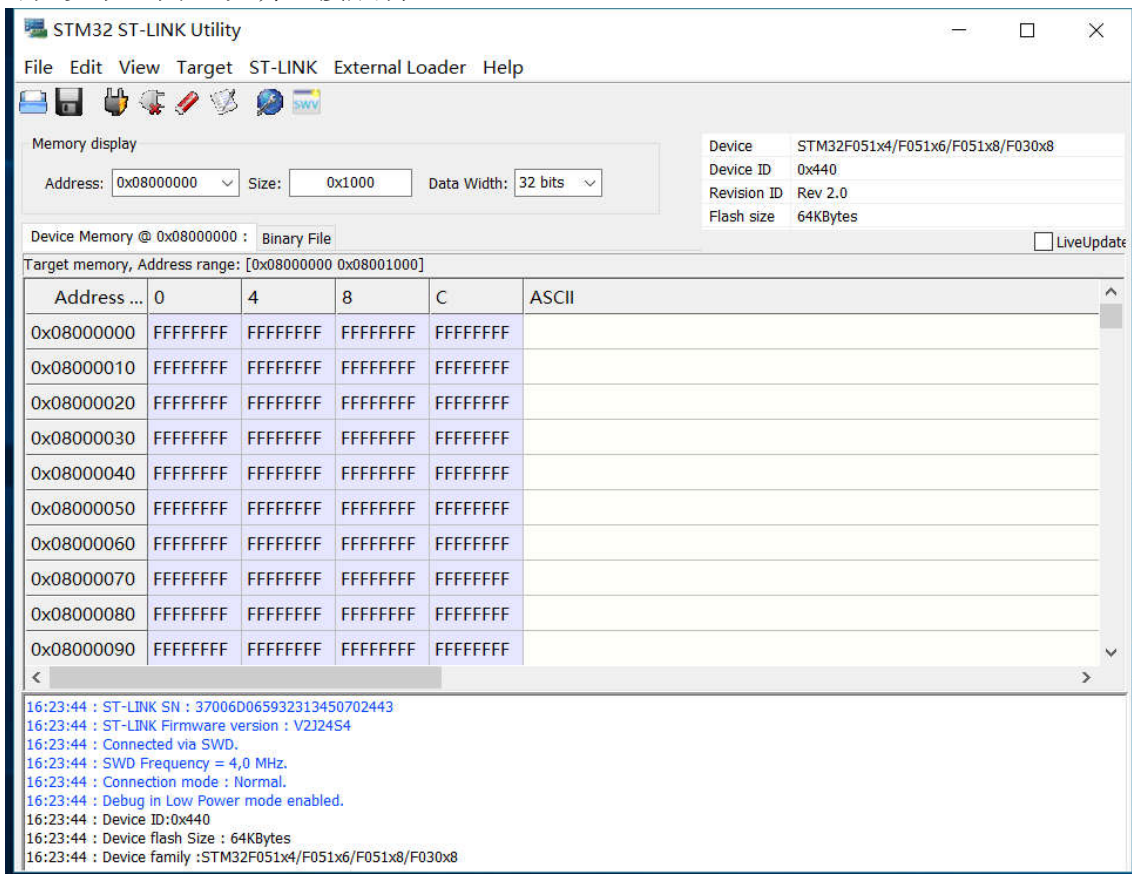 STM32 ST-LINK Utility
File Edit View Target ST-LINK External Loader Help
SWV
Memory display
Address: 0x08000000 Size: 0x1000 Data Width: 32 bits
Device STM32F051x4/F051x6/F051x8/F030x8
Device ID 0x440
Revision ID Rev 2.0
Flash size 64KBytes
Device Memory @ 0x08000000 : Binary File
LiveUpdate
Target memory, Address range: [0x08000000 0x08001000]
Address ... 0 4 8 C ASCII
0x08000000 FFFFFFFF FFFFFFFF FFFFFFFF FFFFFFFF
0x08000010 FFFFFFFF FFFFFFFF FFFFFFFF FFFFFFFF
0x08000020 FFFFFFFF FFFFFFFF FFFFFFFF FFFFFFFF
0x08000030 FFFFFFFF FFFFFFFF FFFFFFFF FFFFFFFF
0x08000040 FFFFFFFF FFFFFFFF FFFFFFFF FFFFFFFF
0x08000050 FFFFFFFF FFFFFFFF FFFFFFFF FFFFFFFF
0x08000060 FFFFFFFF FFFFFFFF FFFFFFFF FFFFFFFF
0x08000070 FFFFFFFF FFFFFFFF FFFFFFFF FFFFFFFF
0x08000080 FFFFFFFF FFFFFFFF FFFFFFFF FFFFFFFF
0x08000090 FFFFFFFF FFFFFFFF FFFFFFFF FFFFFFFF
16:23:44 : ST-LINK SN : 37006D065932313450702443
16:23:44 : ST-LINK Firmware version : V2J24S4
16:23:44 : Connected via SWD.
16:23:44 : SWD Frequency = 4,0 MHz.
16:23:44 : Connection mode : Normal.
16:23:44 : Debug in Low Power mode enabled.
16:23:44 : Device ID:0x440
16:23:44 : Device flash Size : 64KBytes
16:23:44 : Device family :STM32F051x4/F051x6/F051x8/F030x8